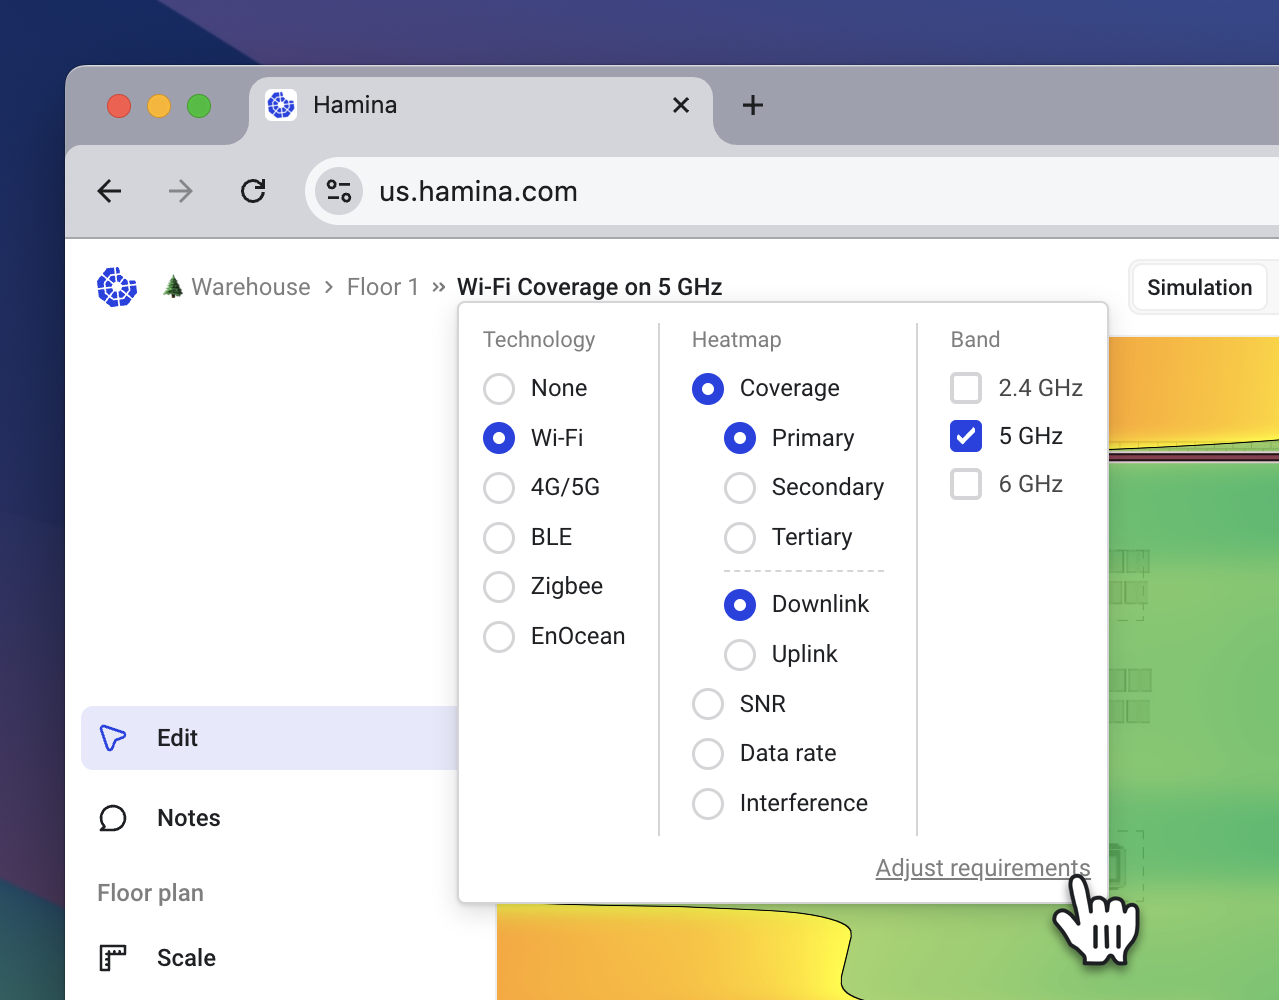 Hamina
us.hamina.com
Warehouse › Floor 1 » Wi-Fi Coverage on 5 GHz
Simulation
Technology
None
Wi-Fi
4G/5G
BLE
Zigbee
EnOcean
Heatmap
Coverage
Primary
Secondary
Tertiary
Downlink
Uplink
SNR
Data rate
Interference
Band
2.4 GHz
5 GHz
6 GHz
Adjust requirements
Edit
Notes
Floor plan
Scale